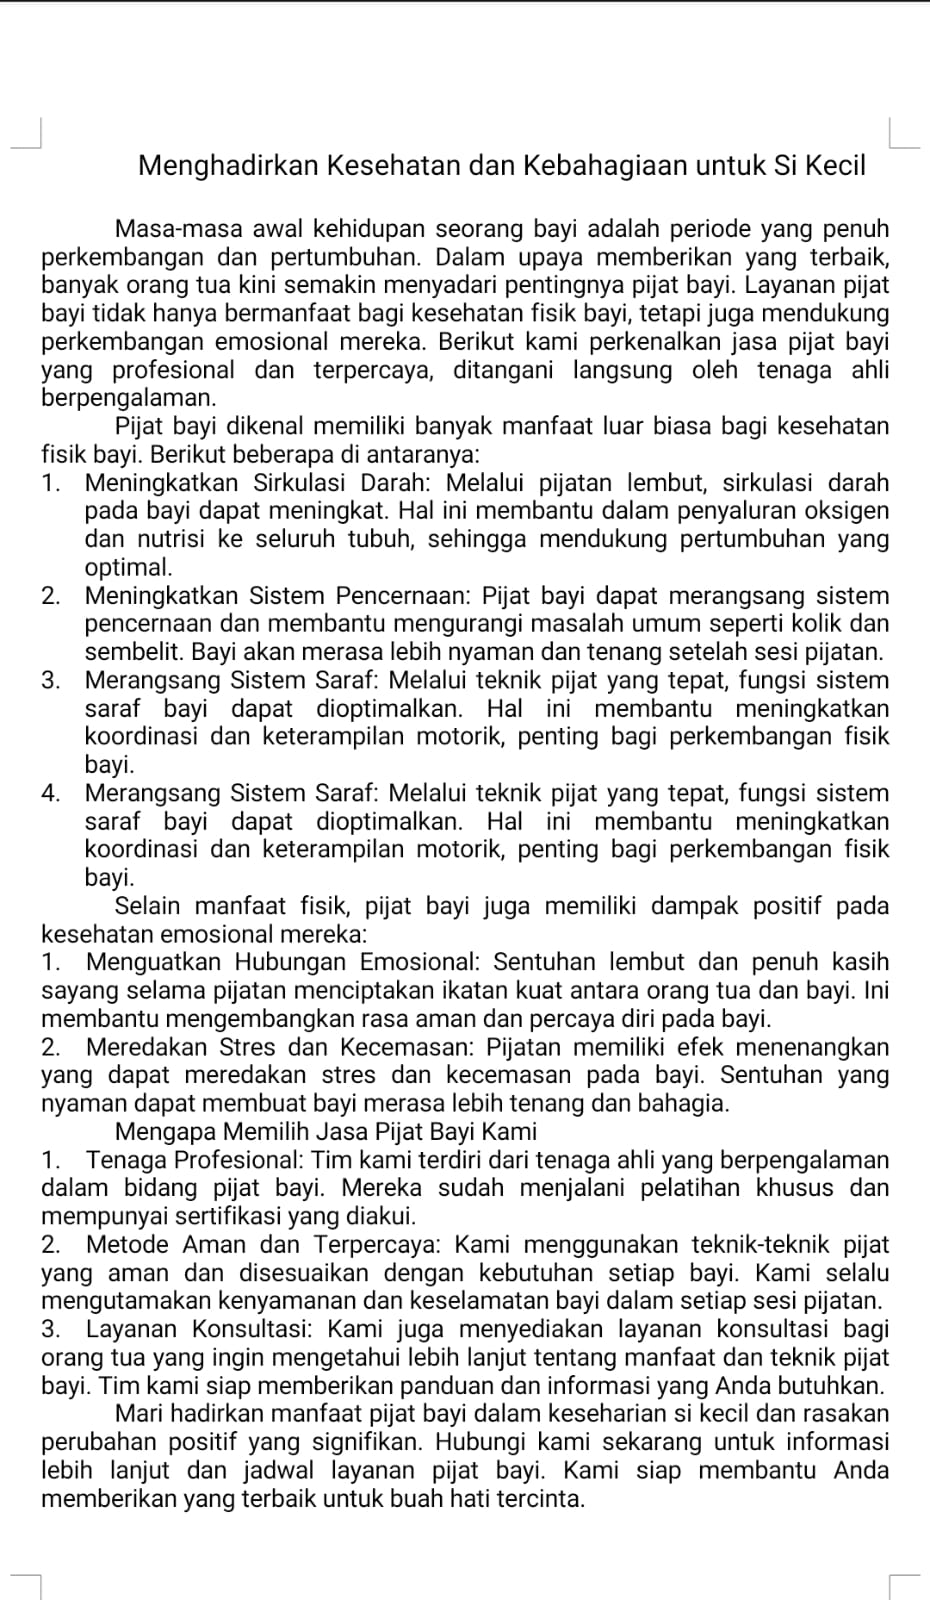 Menghadirkan Kesehatan dan Kebahagiaan untuk Si Kecil
Masa-masa awal kehidupan seorang bayi adalah periode yang penuh
perkembangan dan pertumbuhan. Dalam upaya memberikan yang terbaik,
banyak orang tua kini semakin menyadari pentingnya pijat bayi. Layanan pijat
bayi tidak hanya bermanfaat bagi kesehatan fisik bayi, tetapi juga mendukung
perkembangan emosional mereka. Berikut kami perkenalkan jasa pijat bayi
yang profesional dan terpercaya, ditangani langsung oleh tenaga ahli
berpengalaman.
Pijat bayi dikenal memiliki banyak manfaat luar biasa bagi kesehatan
fisik bayi. Berikut beberapa di antaranya:
1. Meningkatkan Sirkulasi Darah: Melalui pijatan lembut, sirkulasi darah
pada bayi dapat meningkat. Hal ini membantu dalam penyaluran oksigen
dan nutrisi ke seluruh tubuh, sehingga mendukung pertumbuhan yang
optimal.
2. Meningkatkan Sistem Pencernaan: Pijat bayi dapat merangsang sistem
pencernaan dan membantu mengurangi masalah umum seperti kolik dan
sembelit. Bayi akan merasa lebih nyaman dan tenang setelah sesi pijatan.
3. Merangsang Sistem Saraf: Melalui teknik pijat yang tepat, fungsi sistem
saraf bayi dapat dioptimalkan. Hal ini membantu meningkatkan
koordinasi dan keterampilan motorik, penting bagi perkembangan fisik
bayi.
4. Merangsang Sistem Saraf: Melalui teknik pijat yang tepat, fungsi sistem
saraf bayi dapat dioptimalkan. Hal ini membantu meningkatkan
koordinasi dan keterampilan motorik, penting bagi perkembangan fisik
bayi.
Selain manfaat fisik, pijat bayi juga memiliki dampak positif pada
kesehatan emosional mereka:
1. Menguatkan Hubungan Emosional: Sentuhan lembut dan penuh kasih
sayang selama pijatan menciptakan ikatan kuat antara orang tua dan bayi. Ini
membantu mengembangkan rasa aman dan percaya diri pada bayi.
2. Meredakan Stres dan Kecemasan: Pijatan memiliki efek menenangkan
yang dapat meredakan stres dan kecemasan pada bayi. Sentuhan yang
nyaman dapat membuat bayi merasa lebih tenang dan bahagia.
Mengapa Memilih Jasa Pijat Bayi Kami
1. Tenaga Profesional: Tim kami terdiri dari tenaga ahli yang berpengalaman
dalam bidang pijat bayi. Mereka sudah menjalani pelatihan khusus dan
mempunyai sertifikasi yang diakui.
2. Metode Aman dan Terpercaya: Kami menggunakan teknik-teknik pijat
yang aman dan disesuaikan dengan kebutuhan setiap bayi. Kami selalu
mengutamakan kenyamanan dan keselamatan bayi dalam setiap sesi pijatan.
3. Layanan Konsultasi: Kami juga menyediakan layanan konsultasi bagi
orang tua yang ingin mengetahui lebih lanjut tentang manfaat dan teknik pijat
bayi. Tim kami siap memberikan panduan dan informasi yang Anda butuhkan.
Mari hadirkan manfaat pijat bayi dalam keseharian si kecil dan rasakan
perubahan positif yang signifikan. Hubungi kami sekarang untuk informasi
lebih lanjut dan jadwal layanan pijat bayi. Kami siap membantu Anda
memberikan yang terbaik untuk buah hati tercinta.